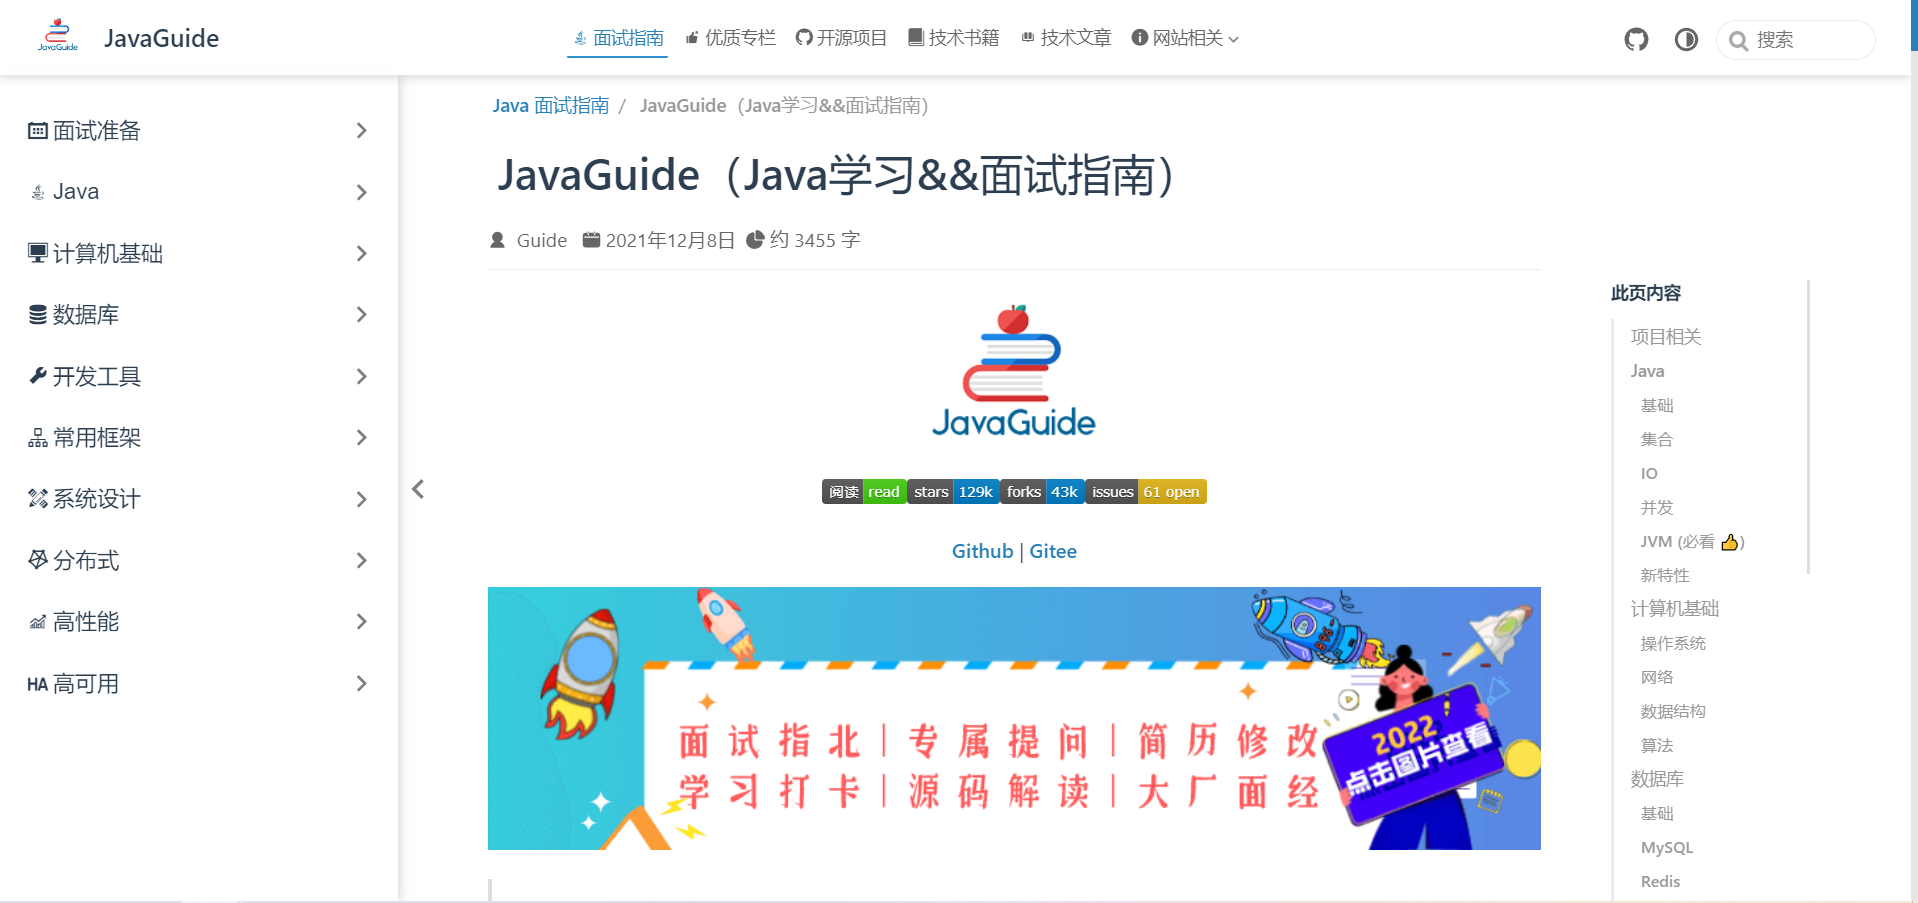 JavaGuide
JavaGuide
面试指南
优质专栏
开源项目
技术书籍
技术文章
网站相关
搜索
面试准备
Java
计算机基础
数据库
开发工具
常用框架
系统设计
分布式
高性能
HA 高可用
Java 面试指南 / JavaGuide（Java学习&&面试指南）
JavaGuide（Java学习&&面试指南）
Guide 2021年12月8日 约 3455 字
JavaGuide
阅读 read stars 129k forks 43k issues 61 open
Github | Gitee
面试指北｜专属提问｜简历修改
学习打卡｜源码解读｜大厂面经
2022
点击图片查看
此页内容
项目相关
Java
基础
集合
IO
并发
JVM (必看 👍)
新特性
计算机基础
操作系统
网络
数据结构
算法
数据库
基础
MySQL
Redis